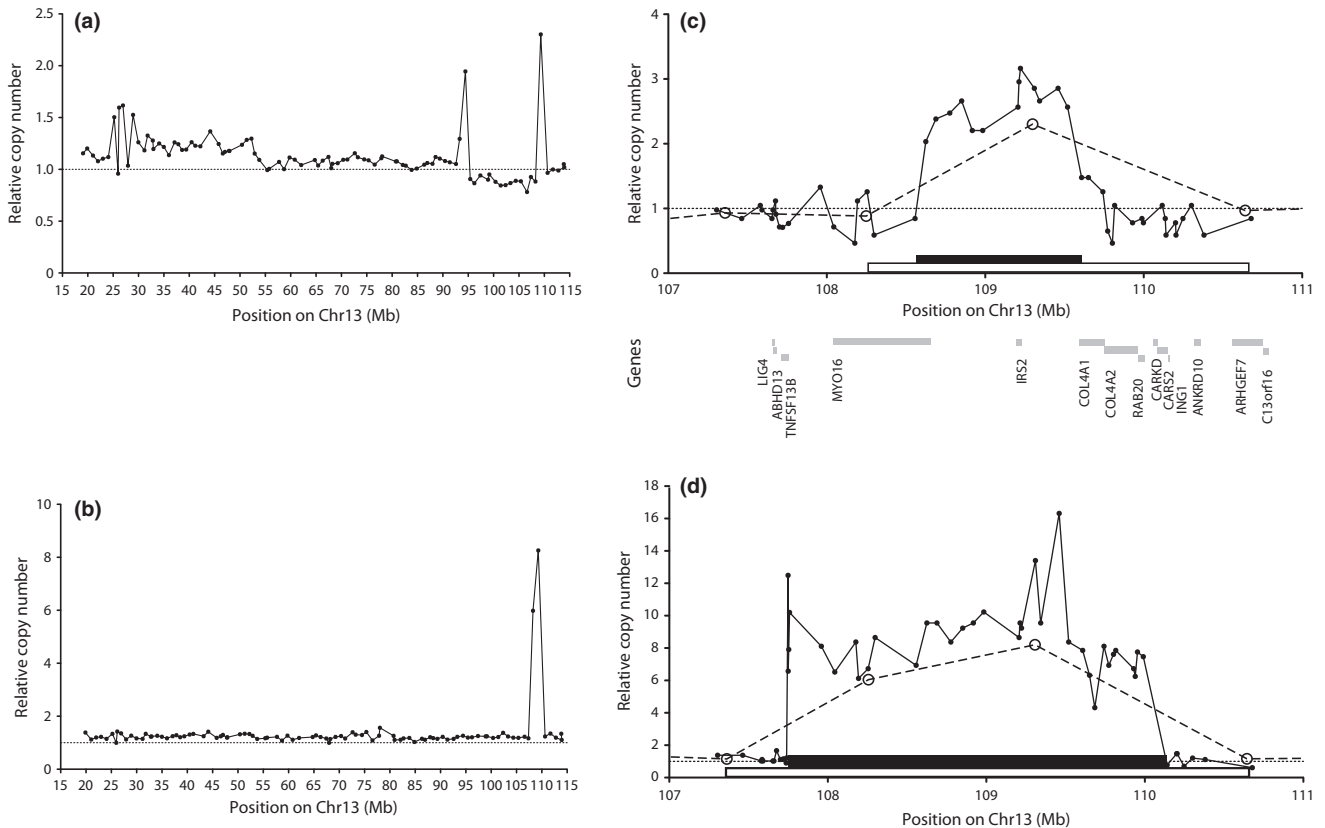 (a)
Relative copy number
2.5
2.0
1.5
1.0
0.5
0
15 20 25 30 35 40 45 50 55 60 65 70 75 80 85 90 95 100 105 110 115
Position on Chr13 (Mb)
(c)
Relative copy number
4
3
2
1
0
107 108 109 110 111
Position on Chr13 (Mb)
Genes
LIG4
ABHD13
TNFSF13B
MYO16
IRS2
COL4A1
COL4A2
RAB20
CARKD
CARS2
ING1
ANKRD10
ARHGEF7
C13orf16
(b)
Relative copy number
10
8
6
4
2
0
15 20 25 30 35 40 45 50 55 60 65 70 75 80 85 90 95 100 105 110 115
Position on Chr13 (Mb)
(d)
Relative copy number
18
16
14
12
10
8
6
4
2
0
107 108 109 110 111
Position on Chr13 (Mb)